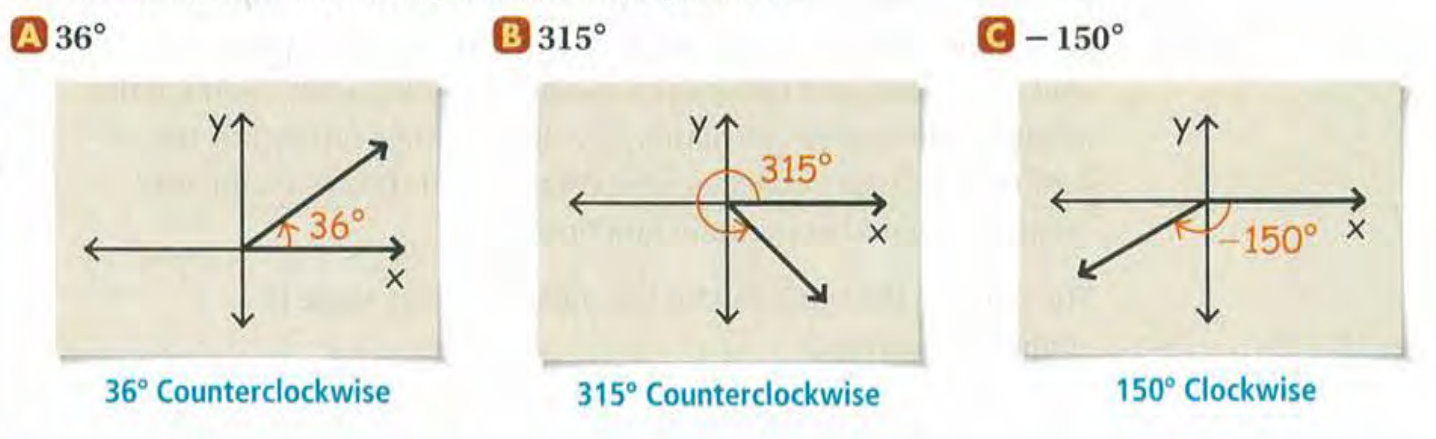 A 36°
B 315°
C – 150°
y
36°
x
y
315°
x
y
–150°
x
36° Counterclockwise
315° Counterclockwise
150° Clockwise